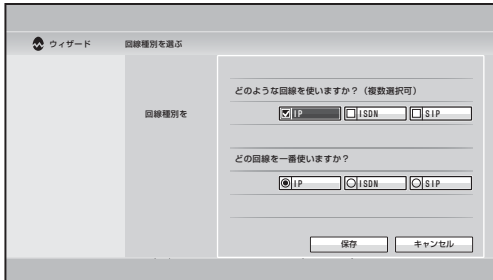 ウィザード 回線種別を選ぶ
どのような回線を使いますか？（複数選択可）
回線種別を
IP ISDN SIP
どの回線を一番使いますか？
IP ISDN SIP
保存 キャンセル